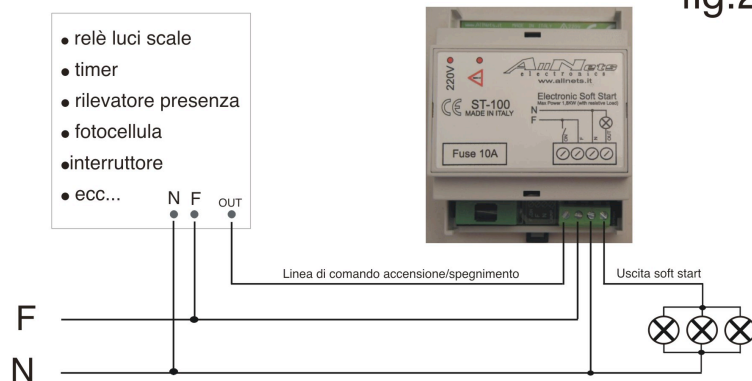 fig.2
• relè luci scale
• timer
• rilevatore presenza
• fotocellula
•interruttore
• ecc...
N F OUT
220V
AllNets
electronics
www.allnets.it
CE ST-100
MADE IN ITALY
Electronic Soft Start
Max Power 1,8KW (with resistive Load)
N
F
ON F N OUT
Fuse 10A
Linea di comando accensione/spegnimento
Uscita soft start
F
N